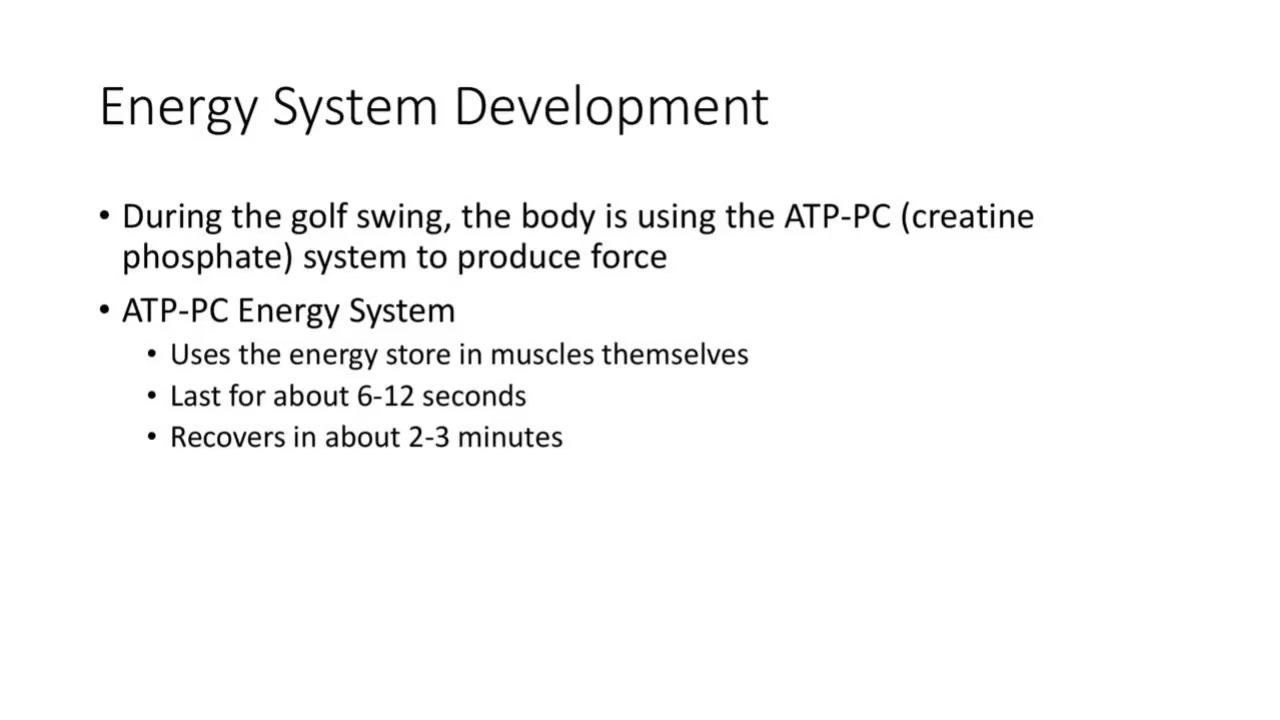 Energy System Development
• During the golf swing, the body is using the ATP-PC (creatine
phosphate) system to produce force
• ATP-PC Energy System
• Uses the energy store in muscles themselves
• Last for about 6-12 seconds
• Recovers in about 2-3 minutes